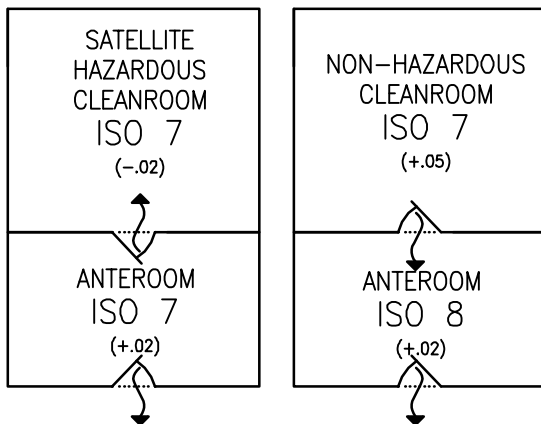 SATELLITE
HAZARDOUS
CLEANROOM
ISO 7
(-.02)
ANTEROOM
ISO 7
(+.02)
NON-HAZARDOUS
CLEANROOM
ISO 7
(+.05)
ANTEROOM
ISO 8
(+.02)